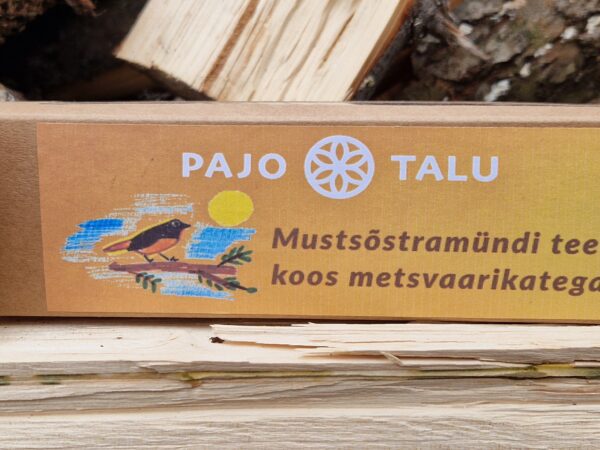 PAJO TALU
Mustsõstramündi tee
koos metsvaarikatega